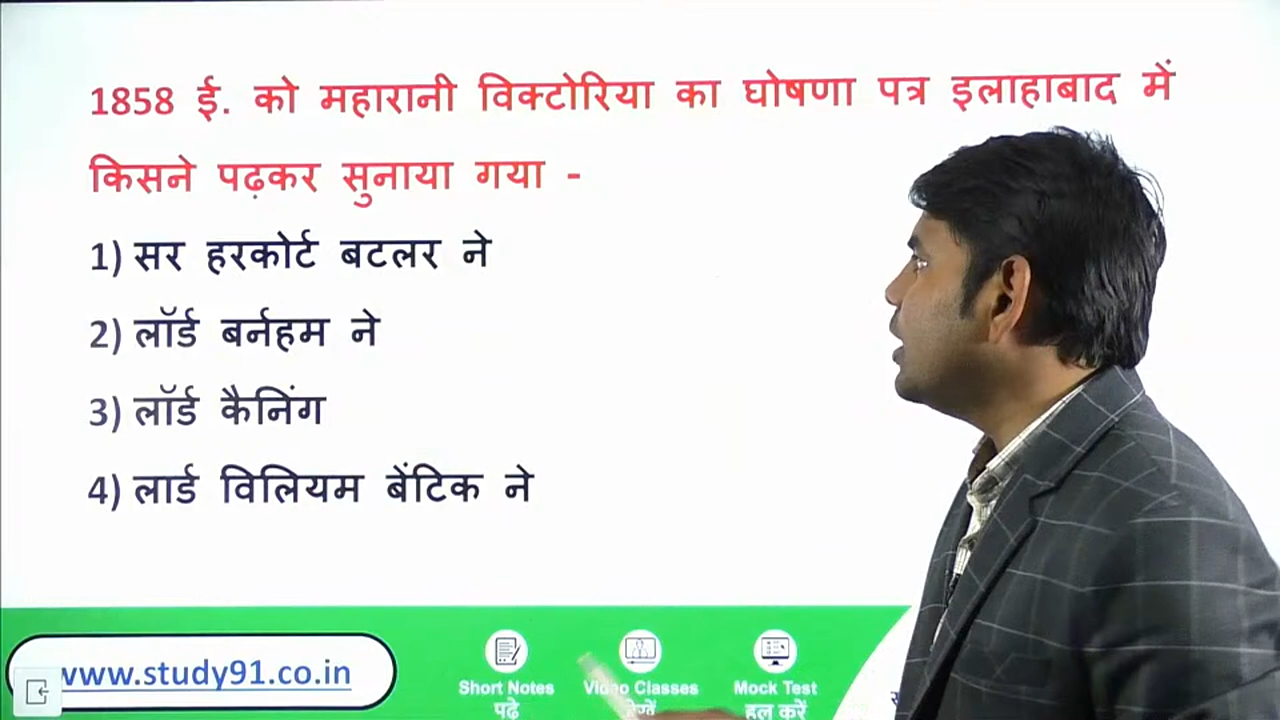 1858 ई. को महारानी विक्टोरिया का घोषणा पत्र इलाहाबाद में
किसने पढ़कर सुनाया गया -
1) सर हरकोर्ट बटलर ने
2) लॉर्ड बर्नहम ने
3) लॉर्ड कैनिंग
4) लार्ड विलियम बेंटिक ने
www.study91.co.in
Short Notes
पढ़े
Video Classes
Mock Test
हल करें